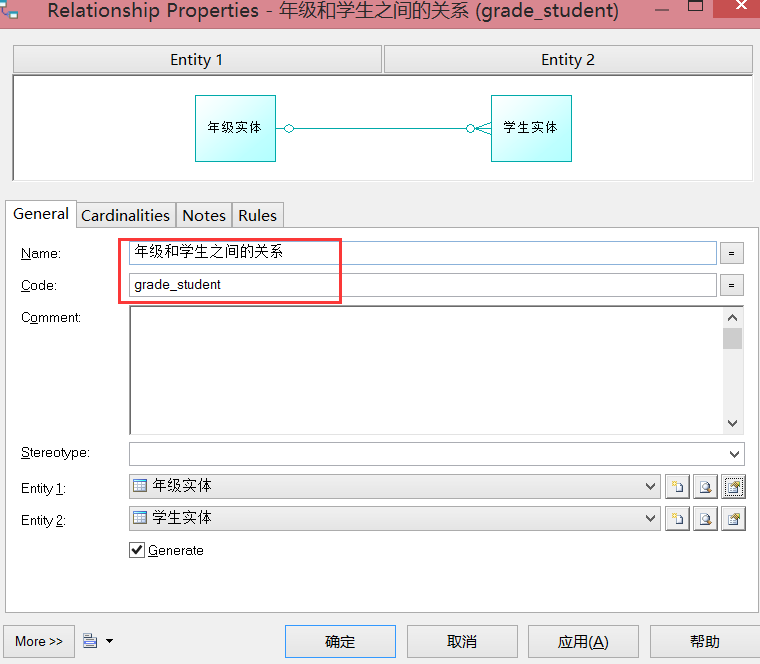 Relationship Properties - 年级和学生之间的关系 (grade_student)
Entity 1
Entity 2
年级实体
学生实体
General
Cardinalities
Notes
Rules
Name:
年级和学生之间的关系
=
Code:
grade_student
=
Comment:
Stereotype:
Entity 1:
年级实体
Entity 2:
学生实体
Generate
More >>
确定
取消
应用(A)
帮助